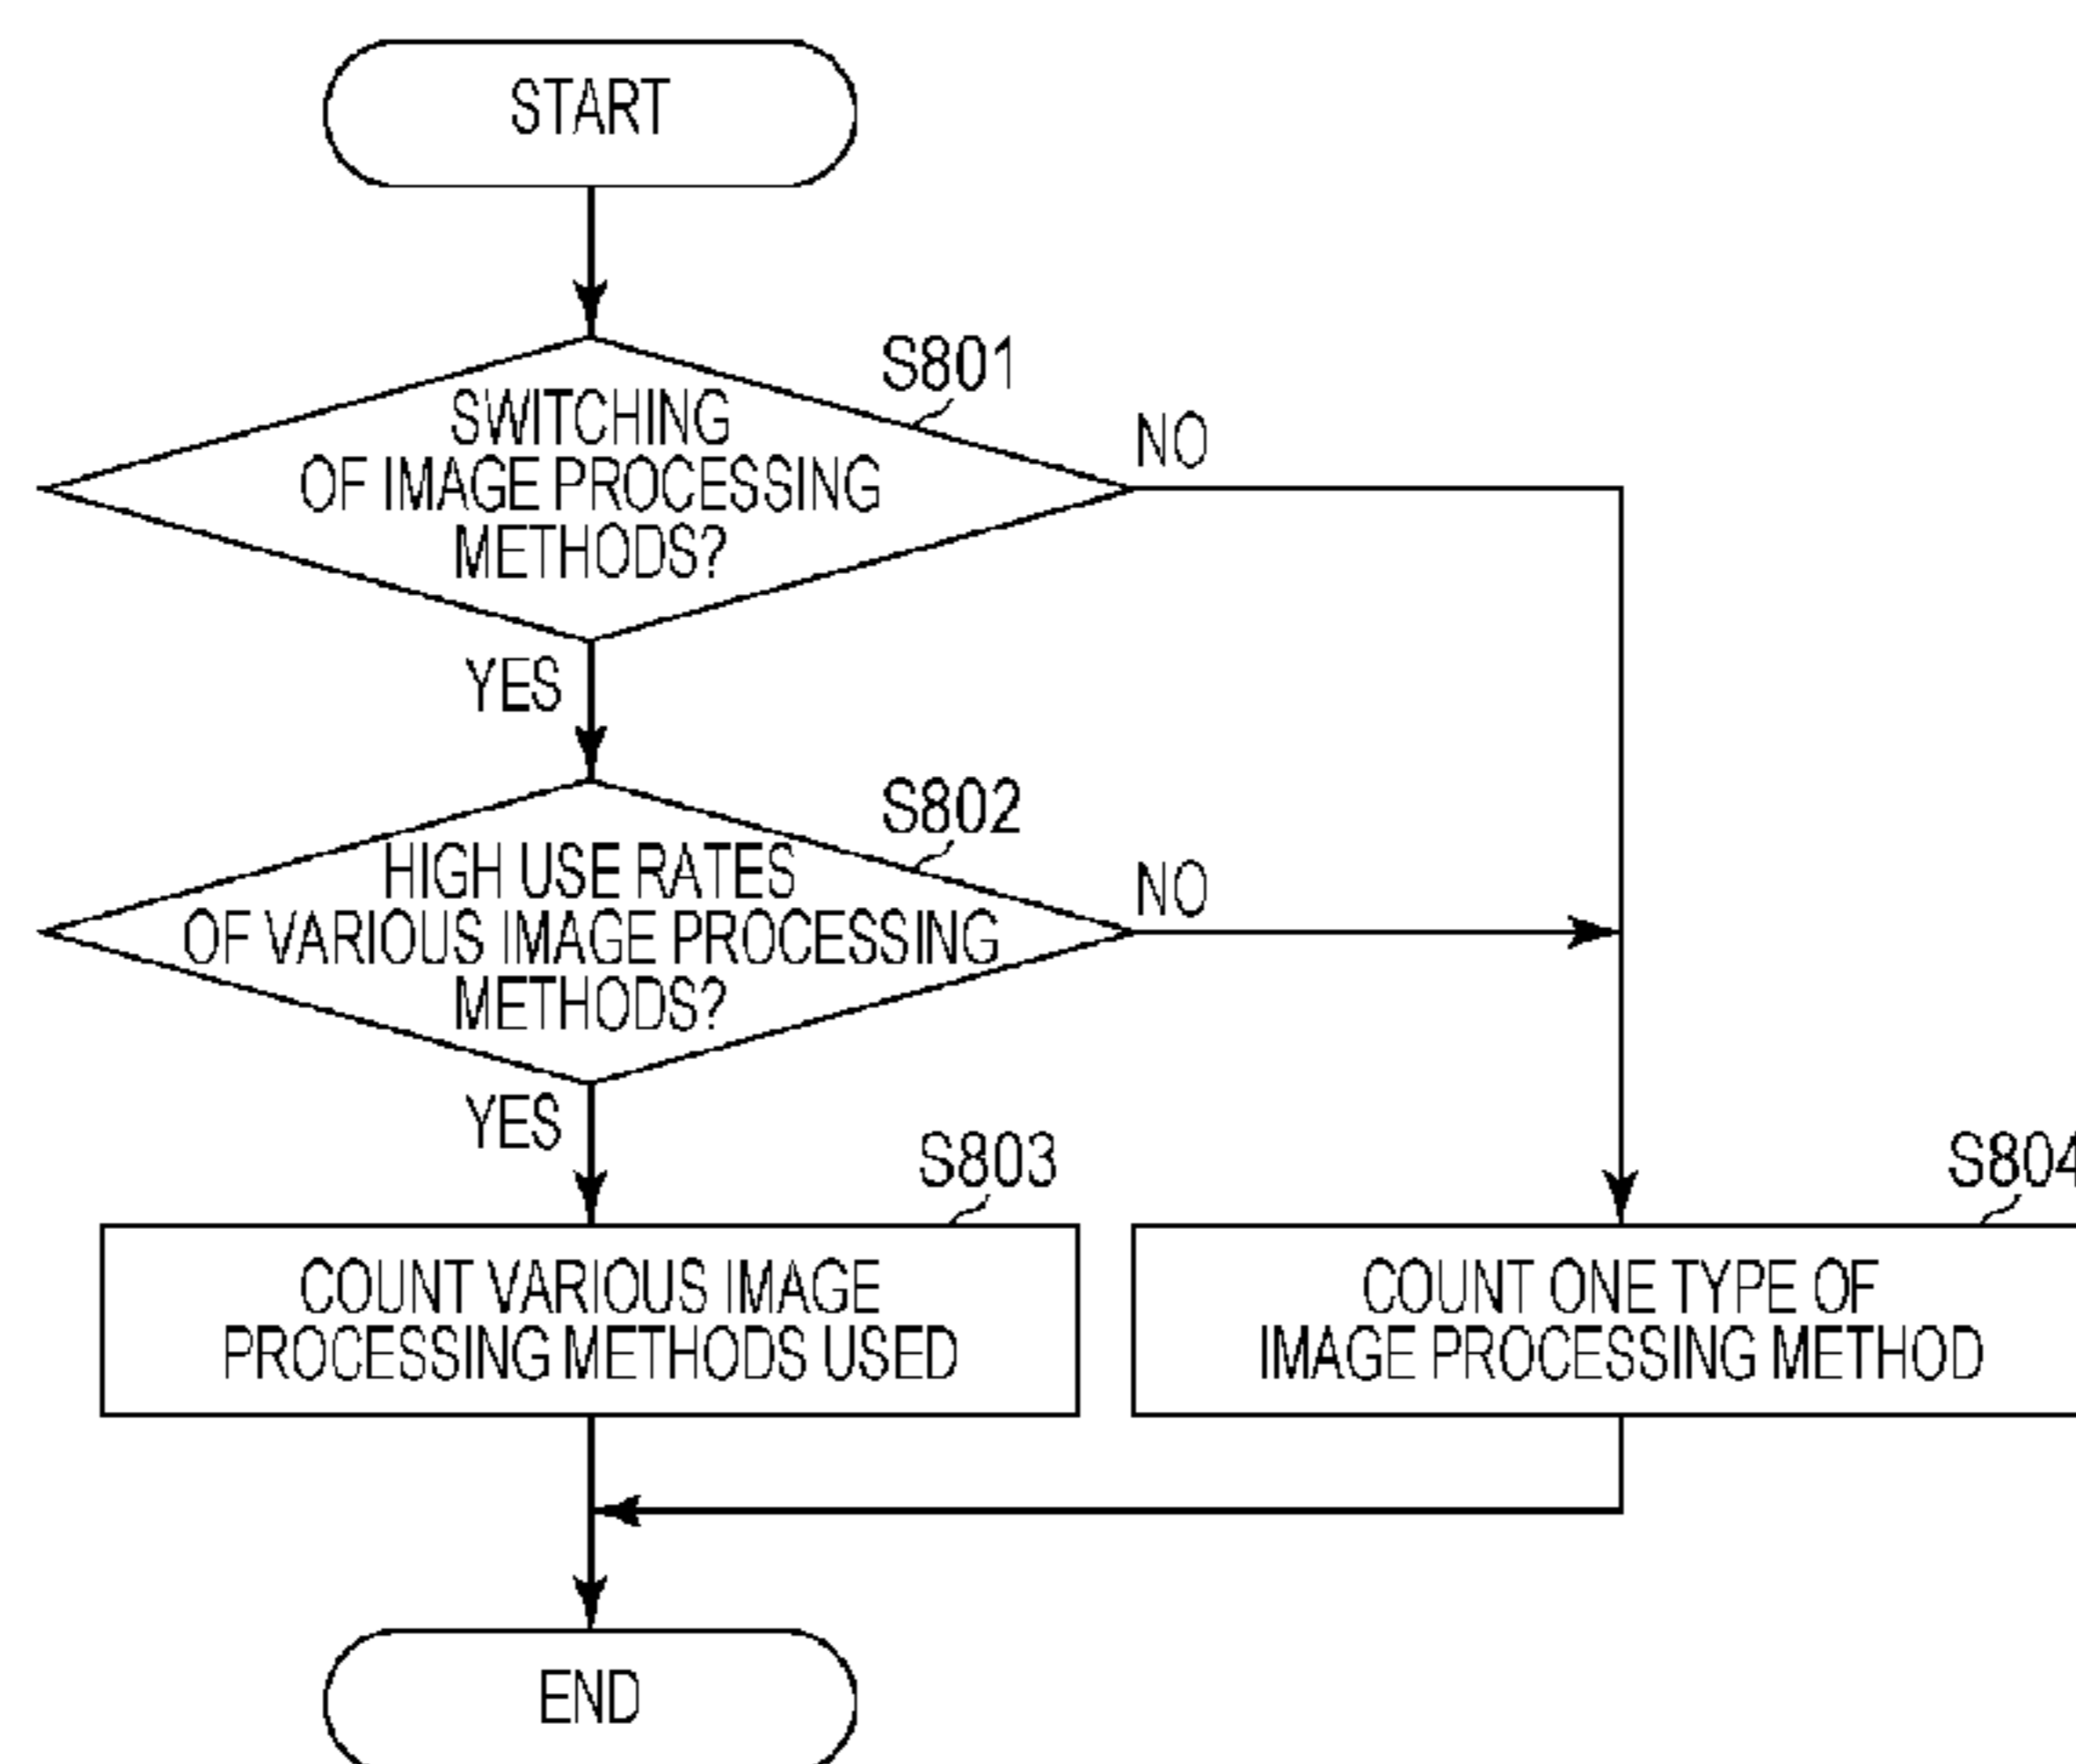 START
S801
SWITCHING
OF IMAGE PROCESSING
METHODS?
NO
YES
S802
HIGH USE RATES
OF VARIOUS IMAGE PROCESSING
METHODS?
NO
YES
S803
COUNT VARIOUS IMAGE
PROCESSING METHODS USED
S804
COUNT ONE TYPE OF
IMAGE PROCESSING METHOD
END